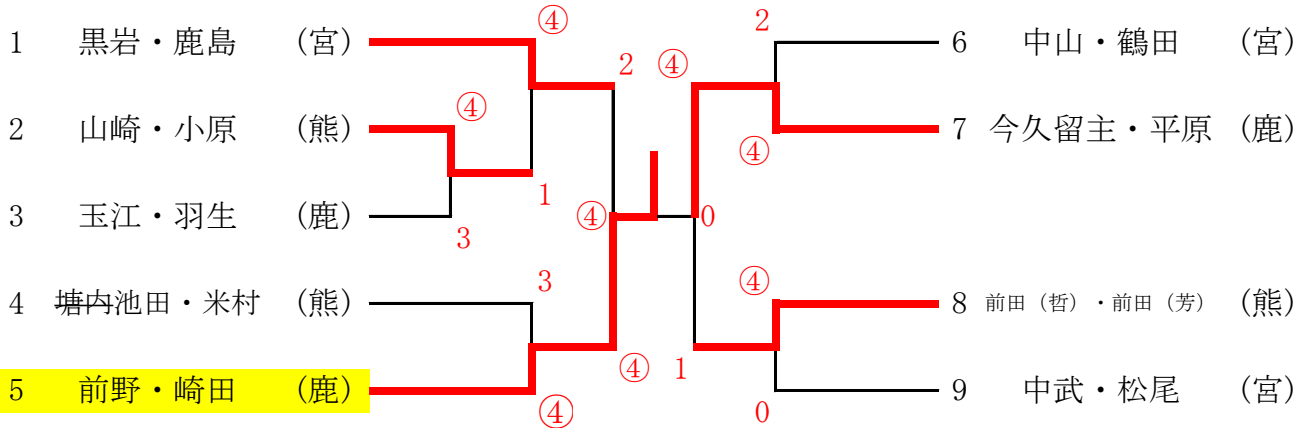 ④ 2
1 黒岩・鹿島 (宮) 2 ④ 6 中山・鶴田 (宮)
④
2 山崎・小原 (熊) ④ 7 今久留主・平原 (鹿)
1
3 玉江・羽生 (鹿) 3 ④ 0
3 ④
4 塘内池田・米村 (熊) 8 前田(哲)・前田(芳) (熊)
④ 1
5 前野・崎田 (鹿) ④ 0 9 中武・松尾 (宮)